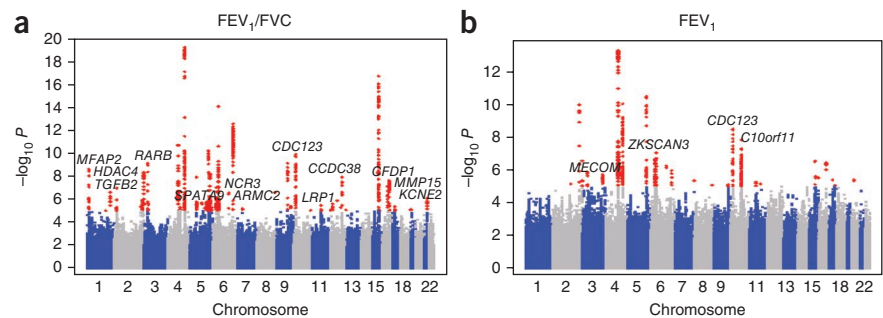 a
FEV1/FVC
–log10 P
20
18
16
14
12
10
8
6
4
2
0
MFAP2
HDAC4
TGFB2
RARB
SPATA9
NCR3
ARMC2
CDC123
LRP1
CCDC38
CFDP1
MMP15
KCNE2
1 2 3 4 5 6 7 8 9 11 13 15 18 22
Chromosome
b
FEV1
–log10 P
12
10
8
6
4
2
0
MECOM
ZKSCAN3
CDC123
C10orf11
1 2 3 4 5 6 7 9 11 15 18 22
Chromosome